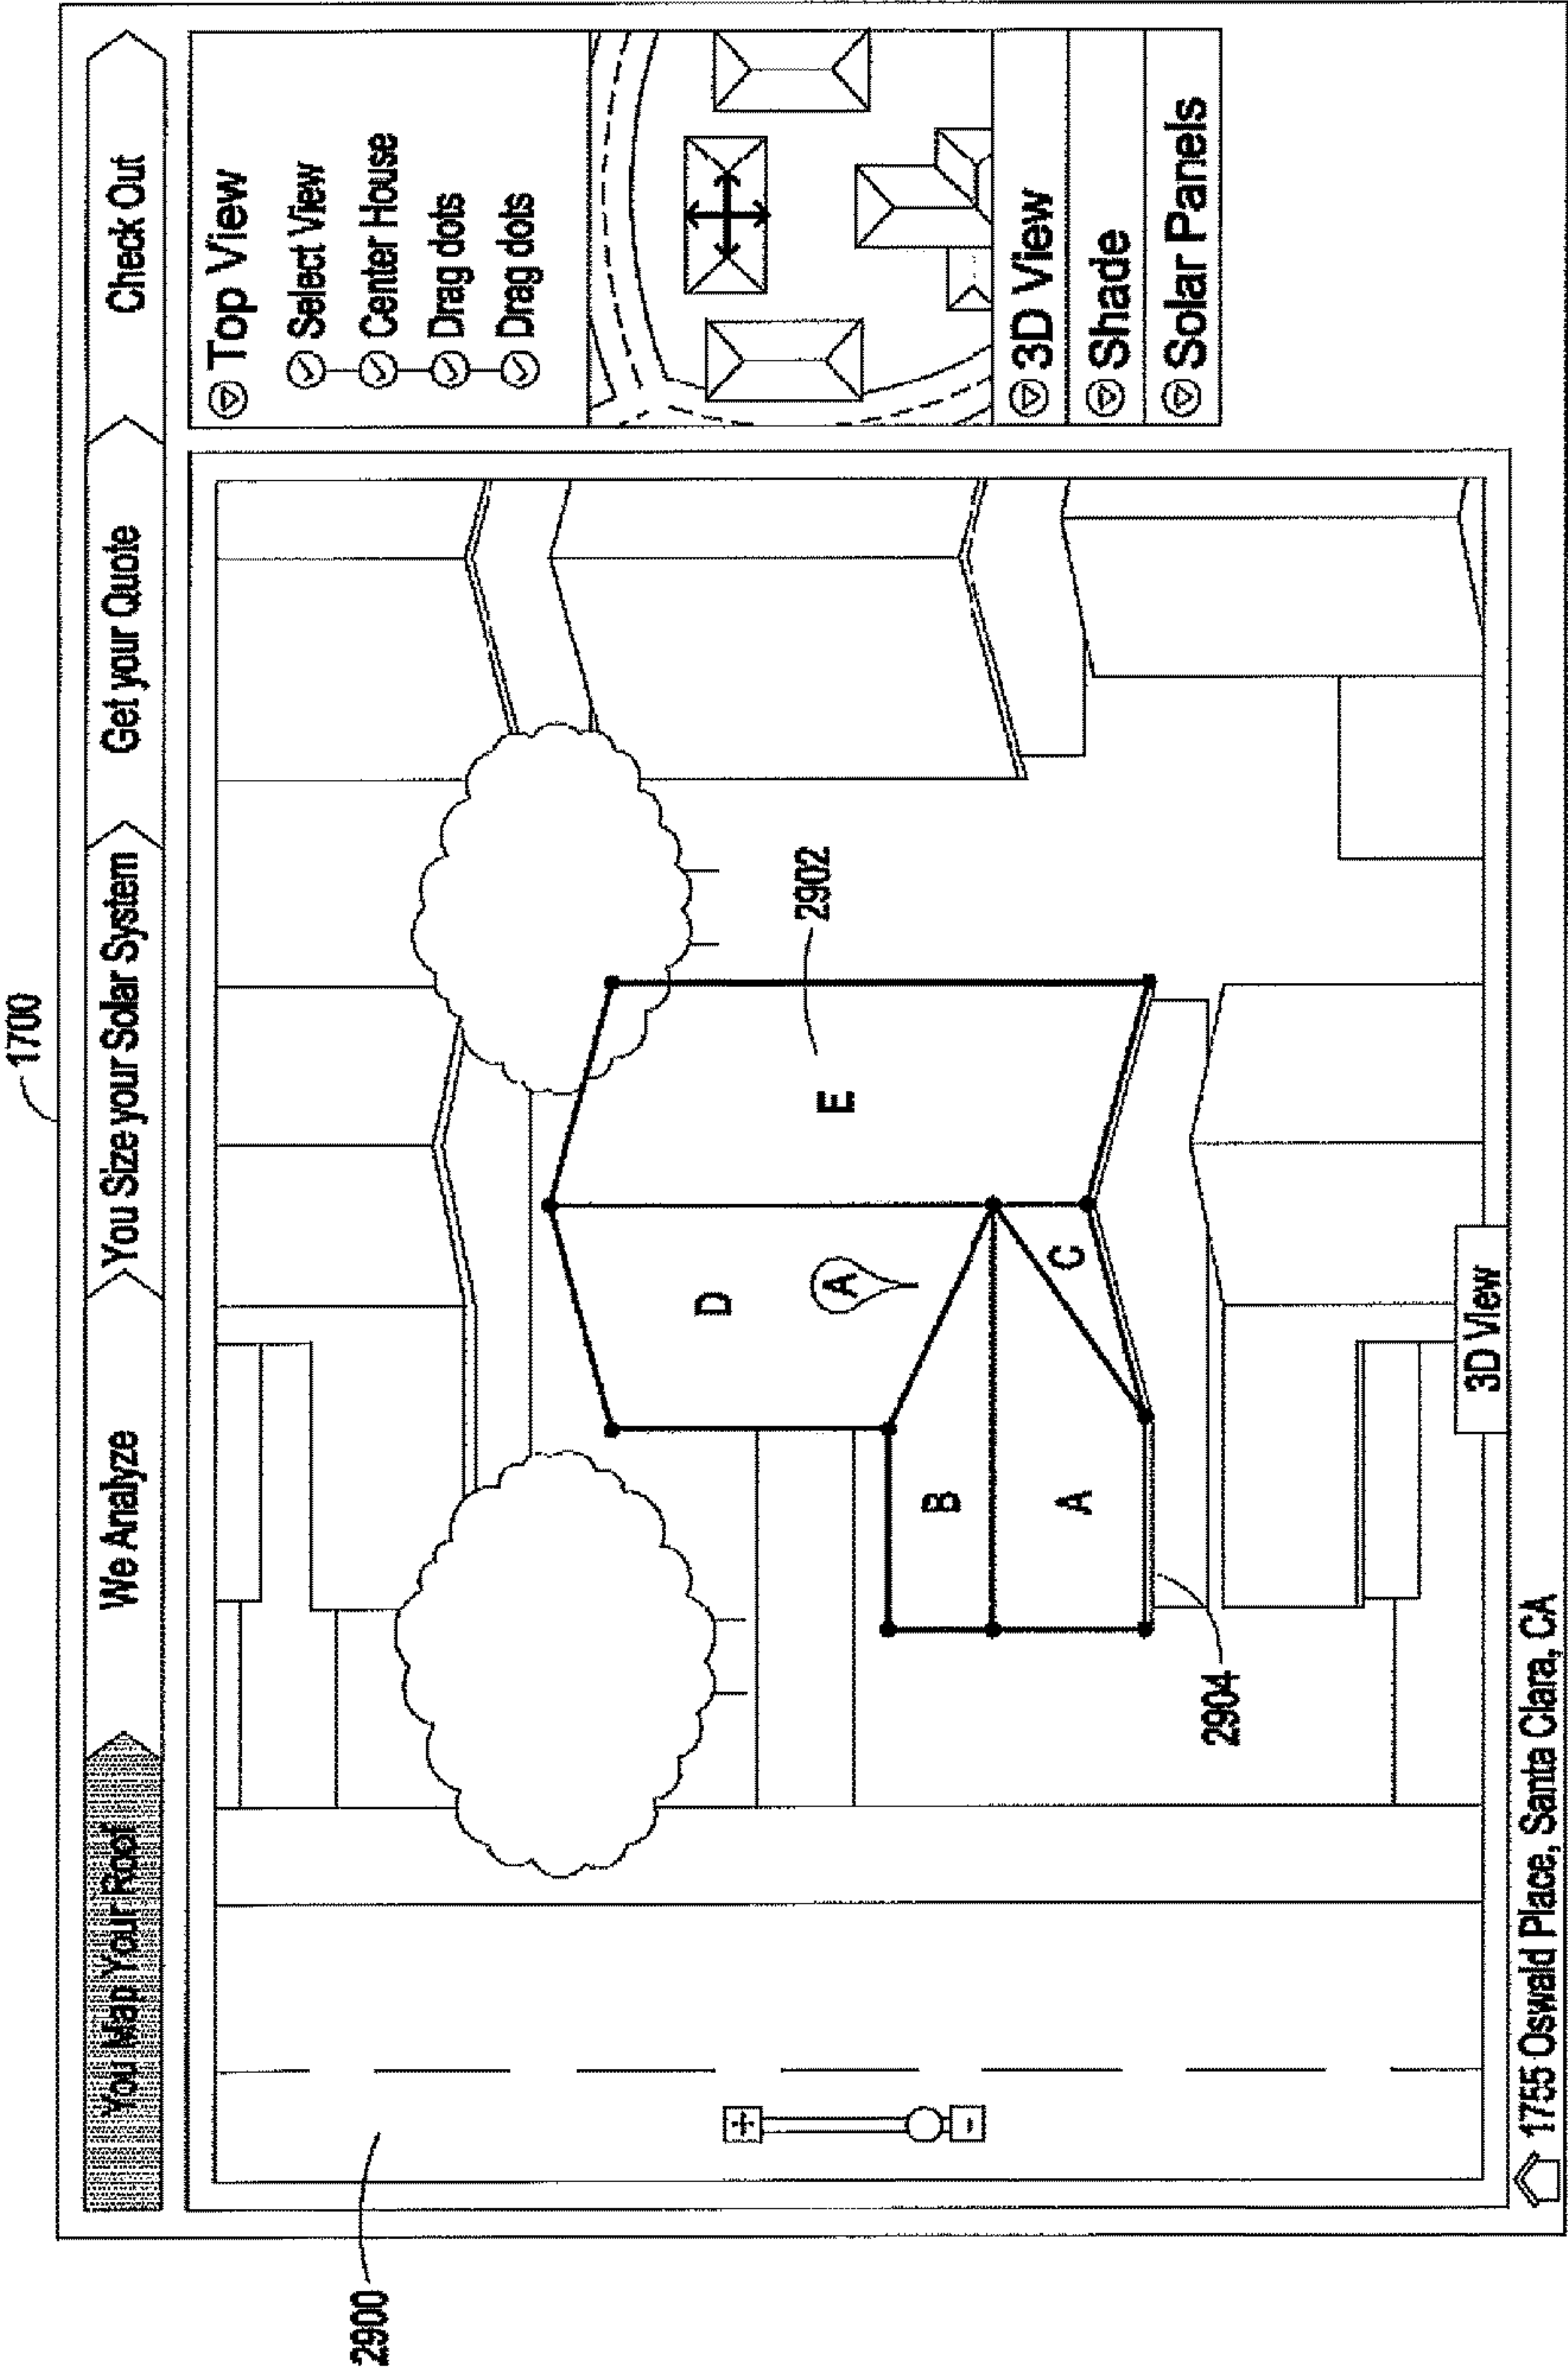 1700
You Map Your Roof
We Analyze
You Size your Solar System
Get your Quote
Check Out
2900
Top View
Select View
Center House
Drag dots
Drag dots
3D View
Shade
Solar Panels
D
A
E
2902
B
A
C
2904
3D View
1755 Oswald Place, Santa Clara, CA